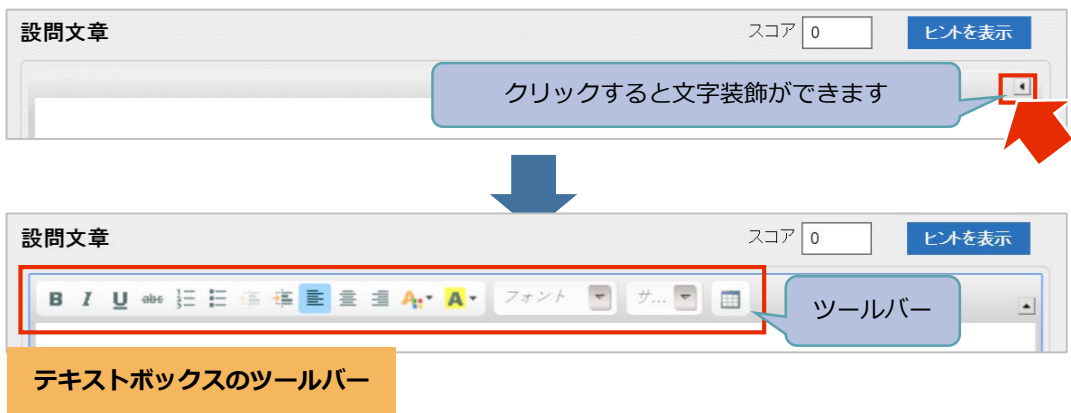 設問文章 スコア 0 ヒントを表示
クリックすると文字装飾ができます
設問文章 スコア 0 ヒントを表示
B I U abc A A フォント サ...
ツールバー
テキストボックスのツールバー